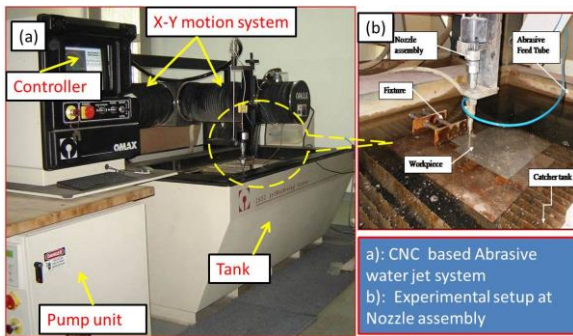 (a)
X-Y motion system
Controller
OMAX
Tank
Pump unit
(b)
Nozzle
assembly
Abrasive
Feed Tube
Fixture
Workpiece
Catcher tank
a): CNC based Abrasive
water jet system
b): Experimental setup at
Nozzle assembly